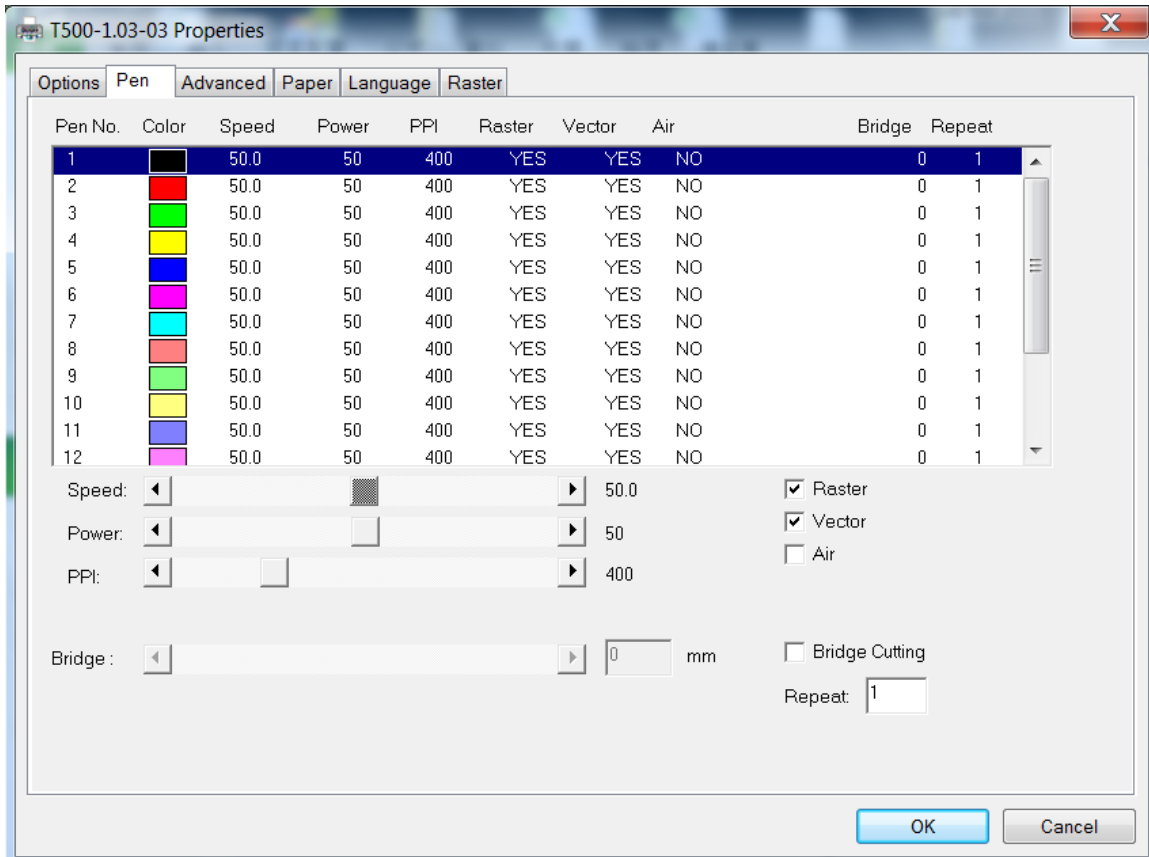 T500-1.03-03 Properties
Options Pen Advanced Paper Language Raster
Pen No. Color Speed Power PPI Raster Vector Air Bridge Repeat
1 50.0 50 400 YES YES NO 0 1
2 50.0 50 400 YES YES NO 0 1
3 50.0 50 400 YES YES NO 0 1
4 50.0 50 400 YES YES NO 0 1
5 50.0 50 400 YES YES NO 0 1
6 50.0 50 400 YES YES NO 0 1
7 50.0 50 400 YES YES NO 0 1
8 50.0 50 400 YES YES NO 0 1
9 50.0 50 400 YES YES NO 0 1
10 50.0 50 400 YES YES NO 0 1
11 50.0 50 400 YES YES NO 0 1
12 50.0 50 400 YES YES NO 0 1
Speed: 50.0 Raster
Power: 50 Vector
Air
PPI: 400
Bridge : 0 mm Bridge Cutting
Repeat: 1
OK Cancel